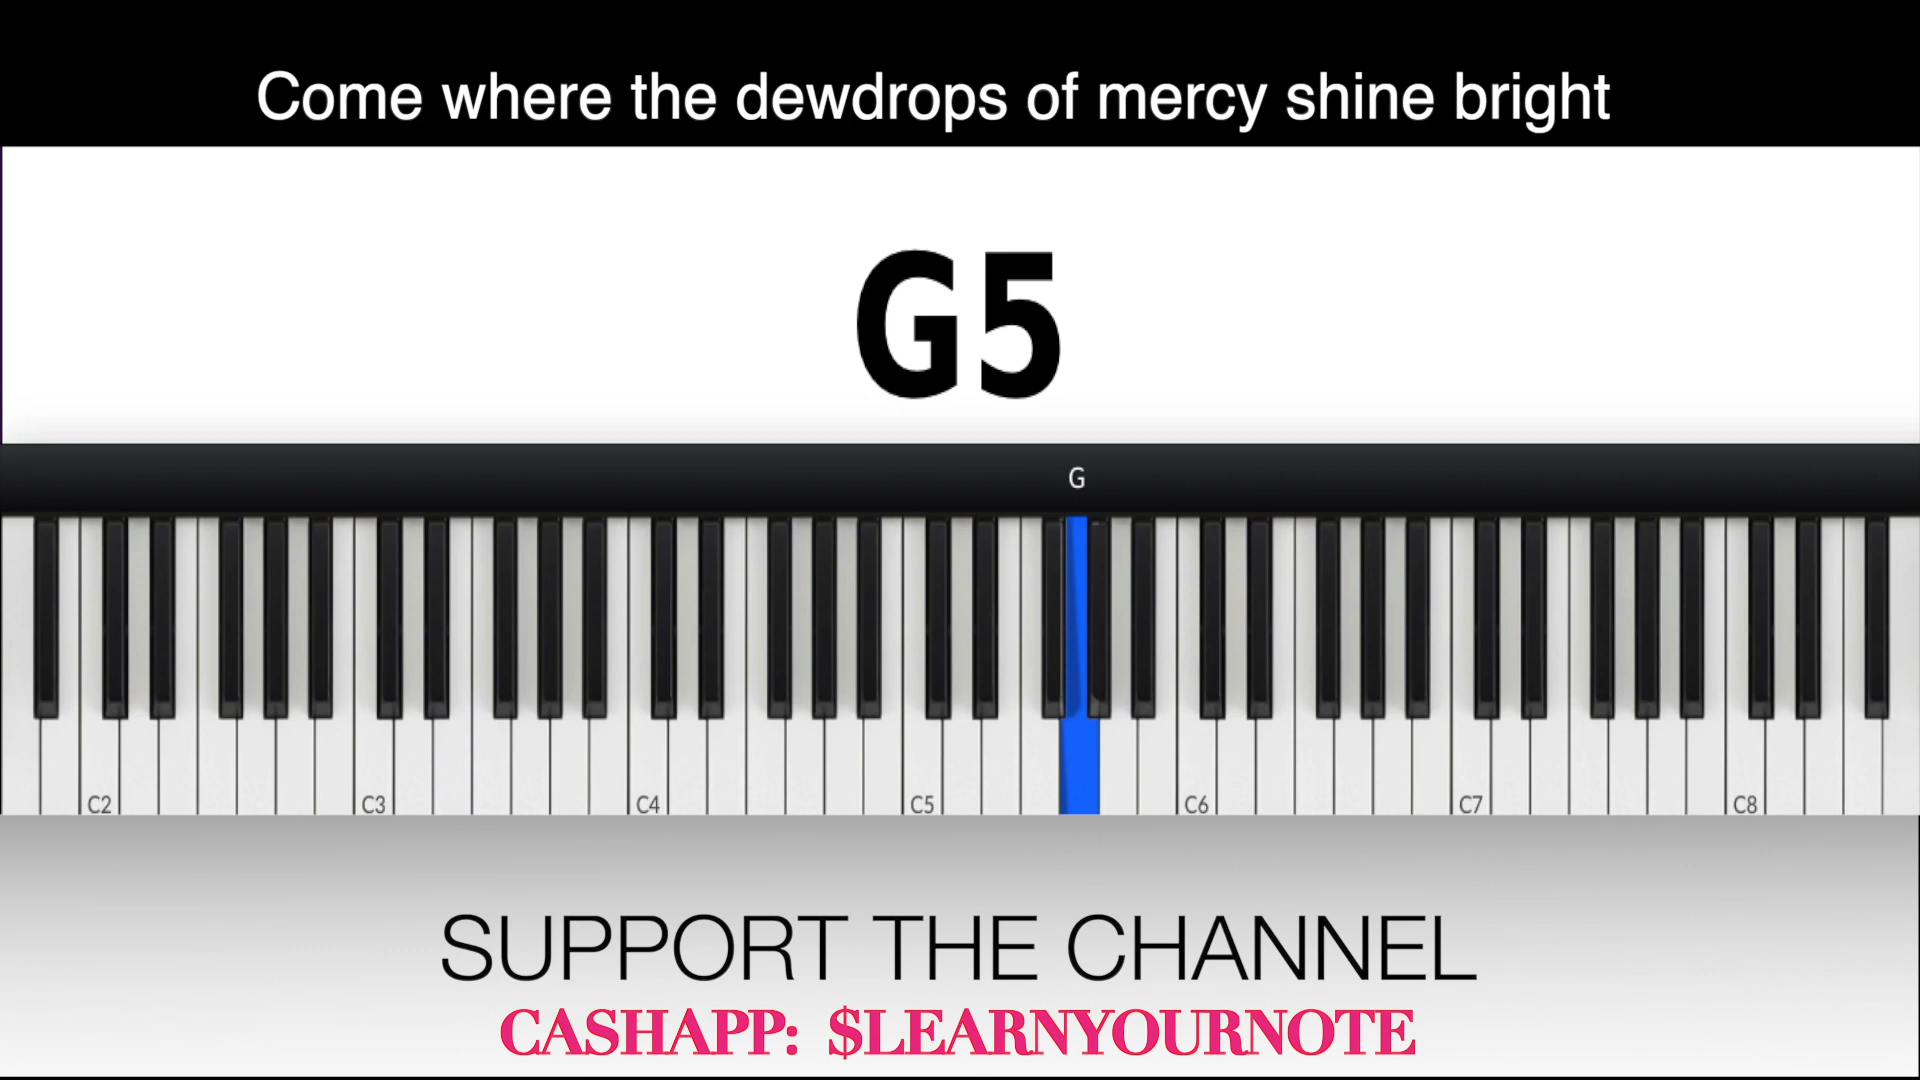 Come where the dewdrops of mercy shine bright
G5
G
C2 C3 C4 C5 C6 C7 C8
SUPPORT THE CHANNEL
CASHAPP: $LEARNYOURNOTE